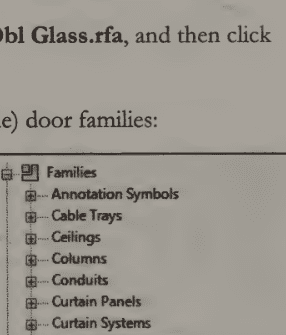 Dbl Glass.rfa, and then click
e) door families:
Families
Annotation Symbols
Cable Trays
Ceilings
Columns
Conduits
Curtain Panels
Curtain Systems